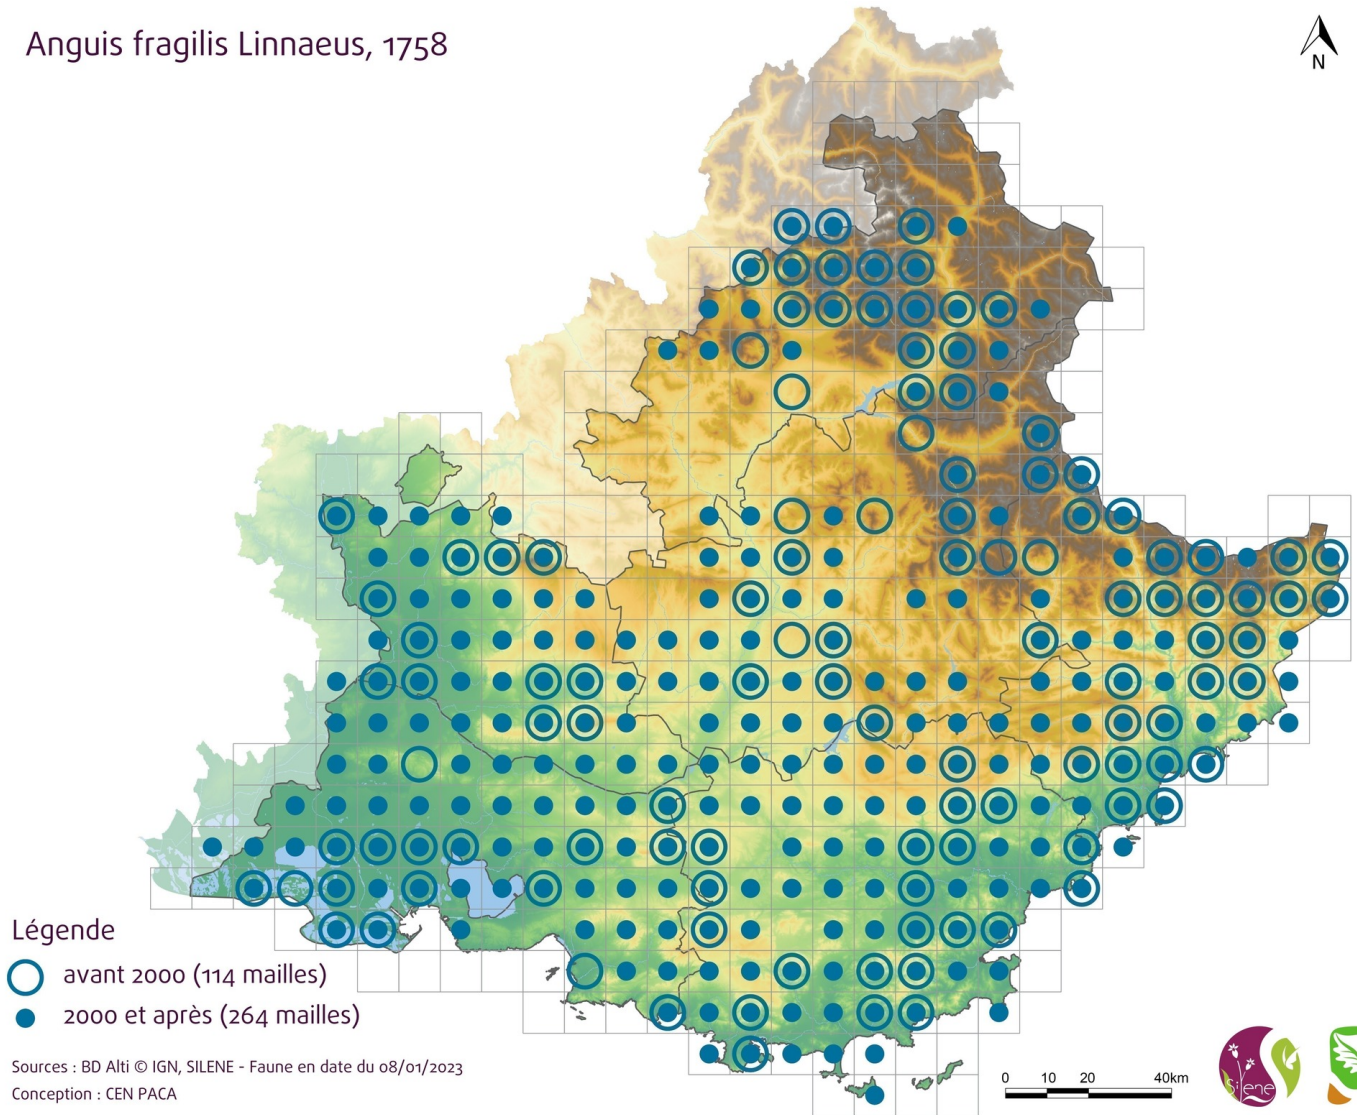 Anguis fragilis Linnaeus, 1758
N
Légende
avant 2000 (114 mailles)
2000 et après (264 mailles)
Sources : BD Alti © IGN, SILENE - Faune en date du 08/01/2023
Conception : CEN PACA
0 10 20 40km
Silene